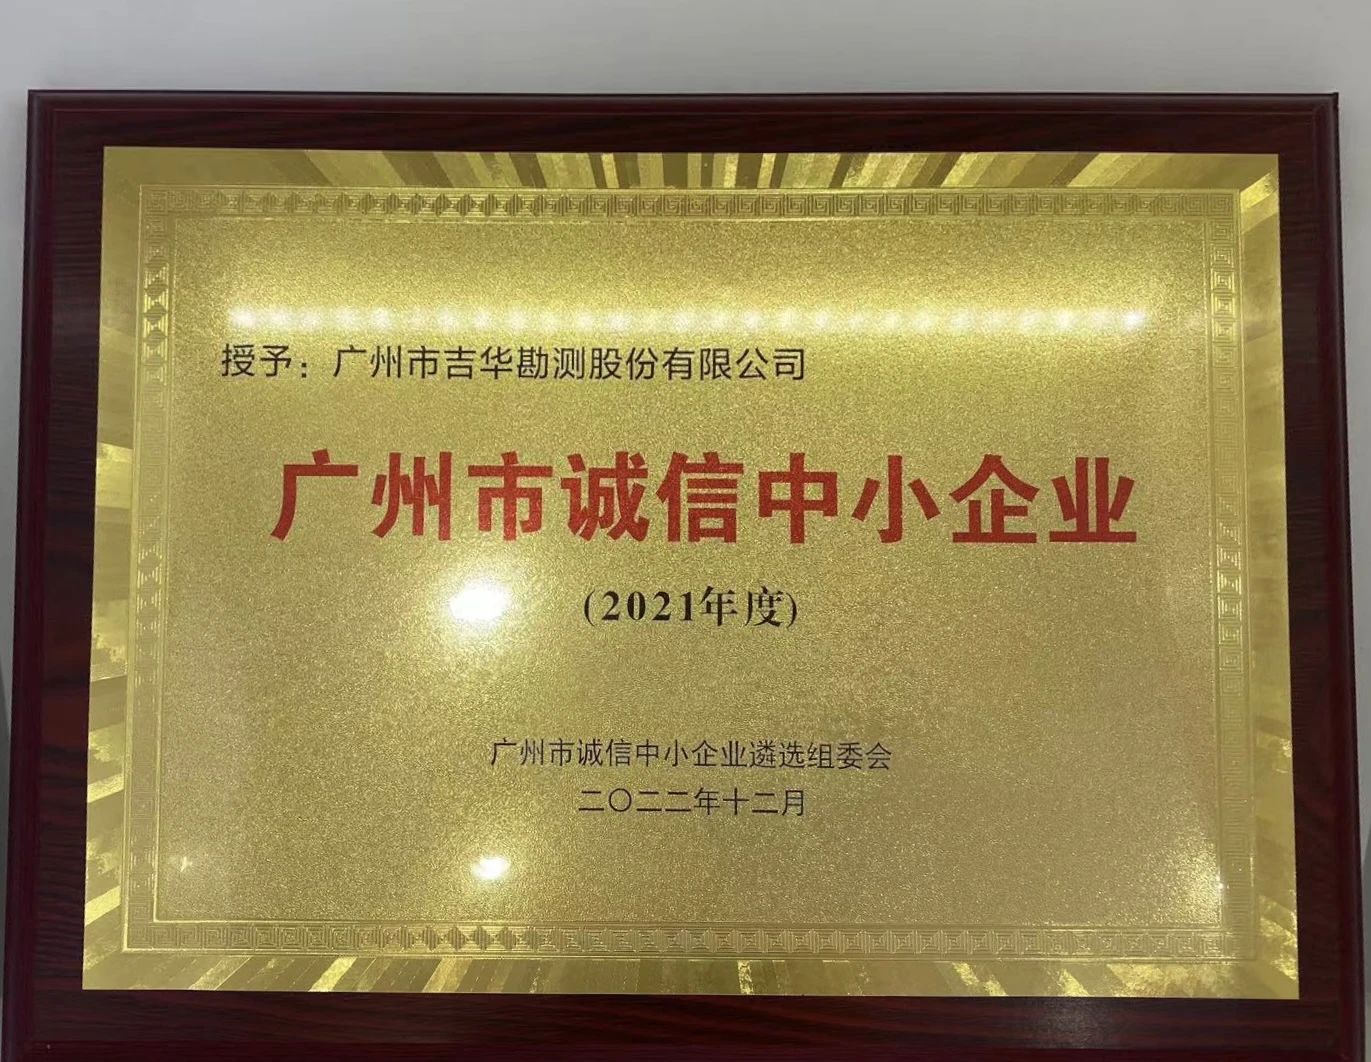 授予：广州市吉华勘测股份有限公司
广州市诚信中小企业
(2021年度)
广州市诚信中小企业遴选组委会
二〇二二年十二月